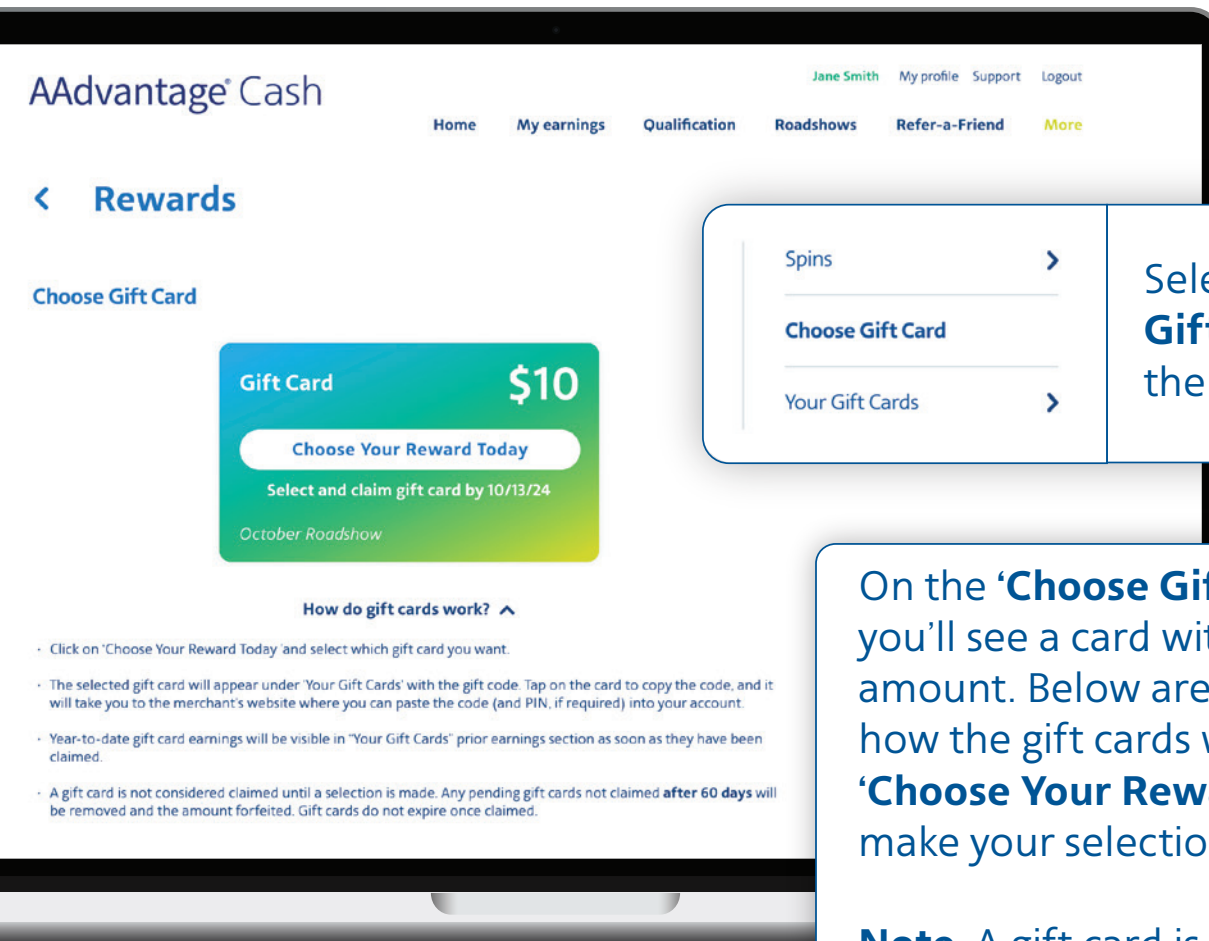 AAdvantage® Cash
Jane Smith My profile Support Logout
Home My earnings Qualification Roadshows Refer-a-Friend More
Rewards
Choose Gift Card
Gift Card $10
Choose Your Reward Today
Select and claim gift card by 10/13/24
October Roadshow
How do gift cards work?
· Click on 'Choose Your Reward Today 'and select which gift card you want.
· The selected gift card will appear under 'Your Gift Cards' with the gift code. Tap on the card to copy the code, and it
will take you to the merchant's website where you can paste the code (and PIN, if required) into your account.
· Year-to-date gift card earnings will be visible in "Your Gift Cards" prior earnings section as soon as they have been
claimed.
· A gift card is not considered claimed until a selection is made. Any pending gift cards not claimed after 60 days will
be removed and the amount forfeited. Gift cards do not expire once claimed.
Spins
Choose Gift Card
Your Gift Cards
the
On the ‘Choose
you’ll see a card
amount. Below are
how the gift cards
‘Choose Your
make your
Note. A gift card is